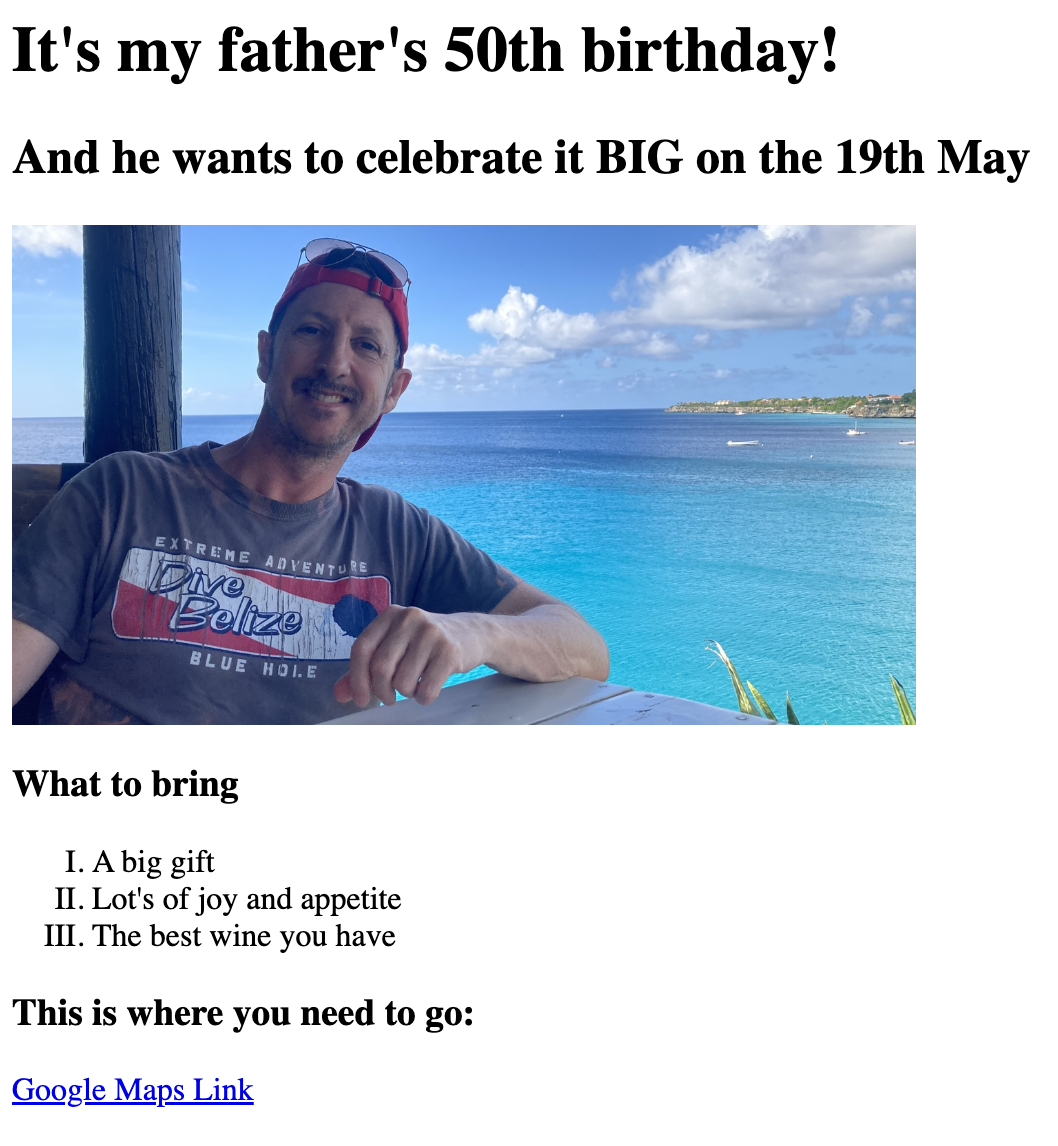 It's my father's 50th birthday!
And he wants to celebrate it BIG on the 19th May
EXTREME ADVENTURE
Dive
Belize
BLUE HOLE
What to bring
I. A big gift
II. Lot's of joy and appetite
III. The best wine you have
This is where you need to go:
Google Maps Link